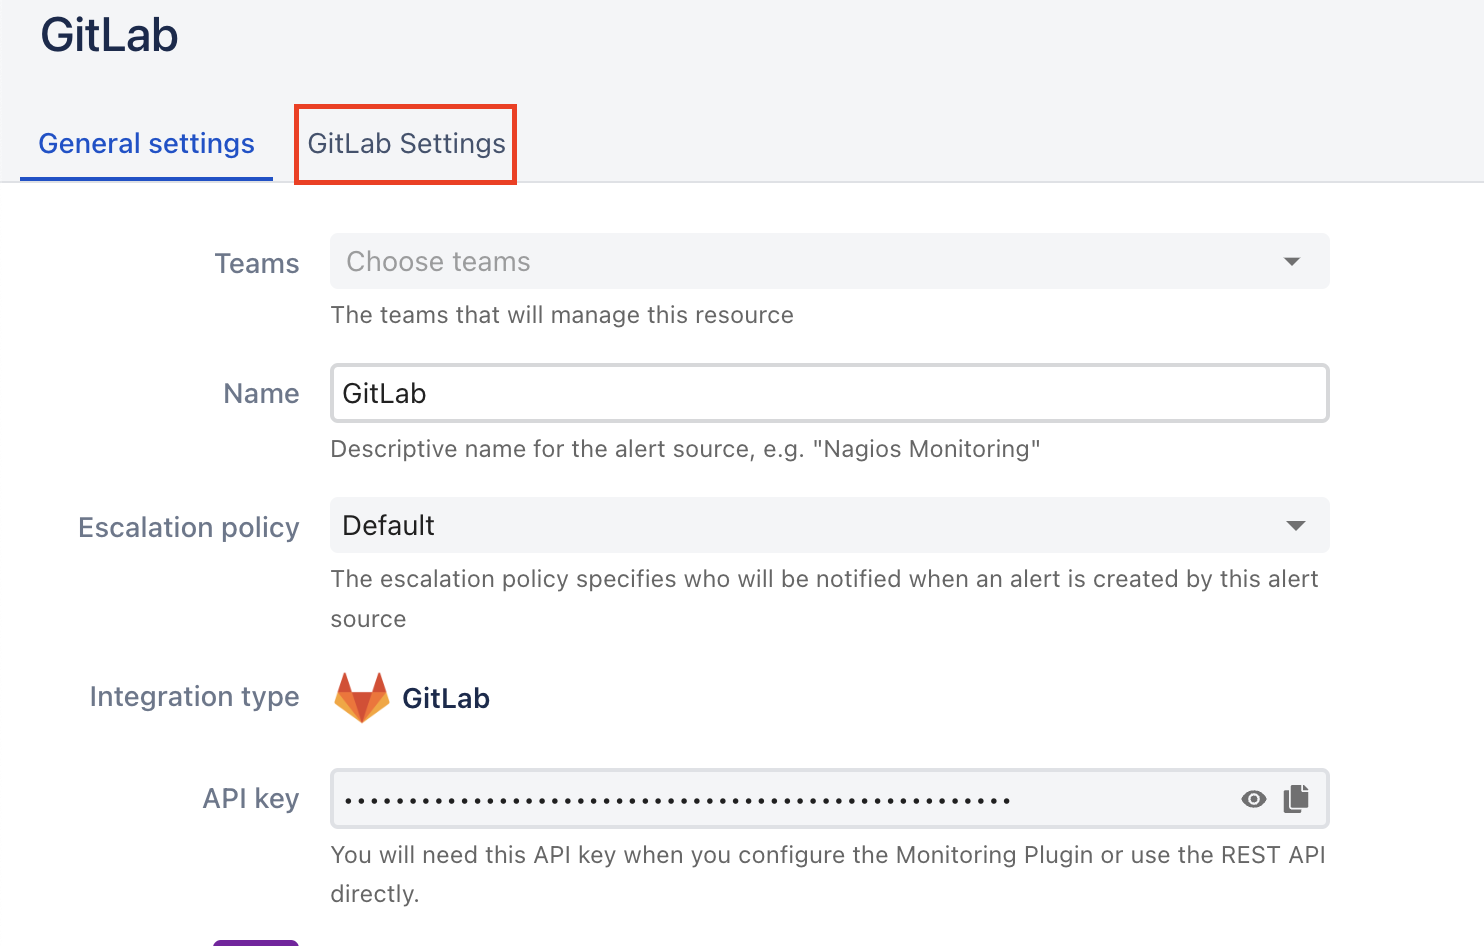 GitLab
General settings
GitLab Settings
Teams
Choose teams
The teams that will manage this resource
Name
GitLab
Descriptive name for the alert source, e.g. "Nagios Monitoring"
Escalation policy
Default
The escalation policy specifies who will be notified when an alert is created by this alert
source
Integration type
GitLab
API key
You will need this API key when you configure the Monitoring Plugin or use the REST API
directly.